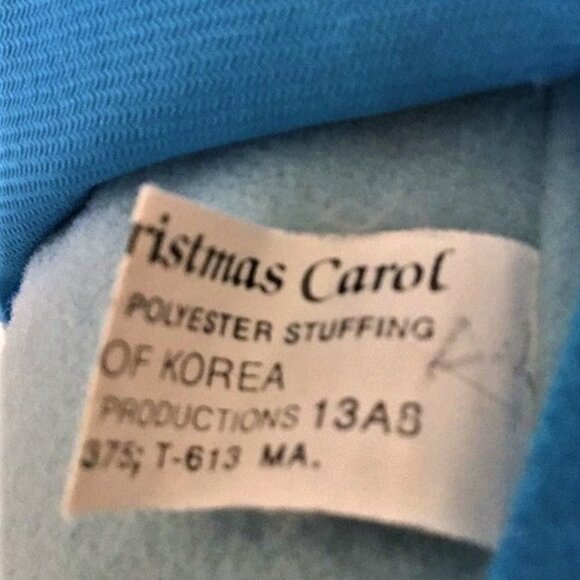 ristmas Carol
POLYESTER STUFFING
OF KOREA
PRODUCTIONS 13AS
375; T-613 MA.